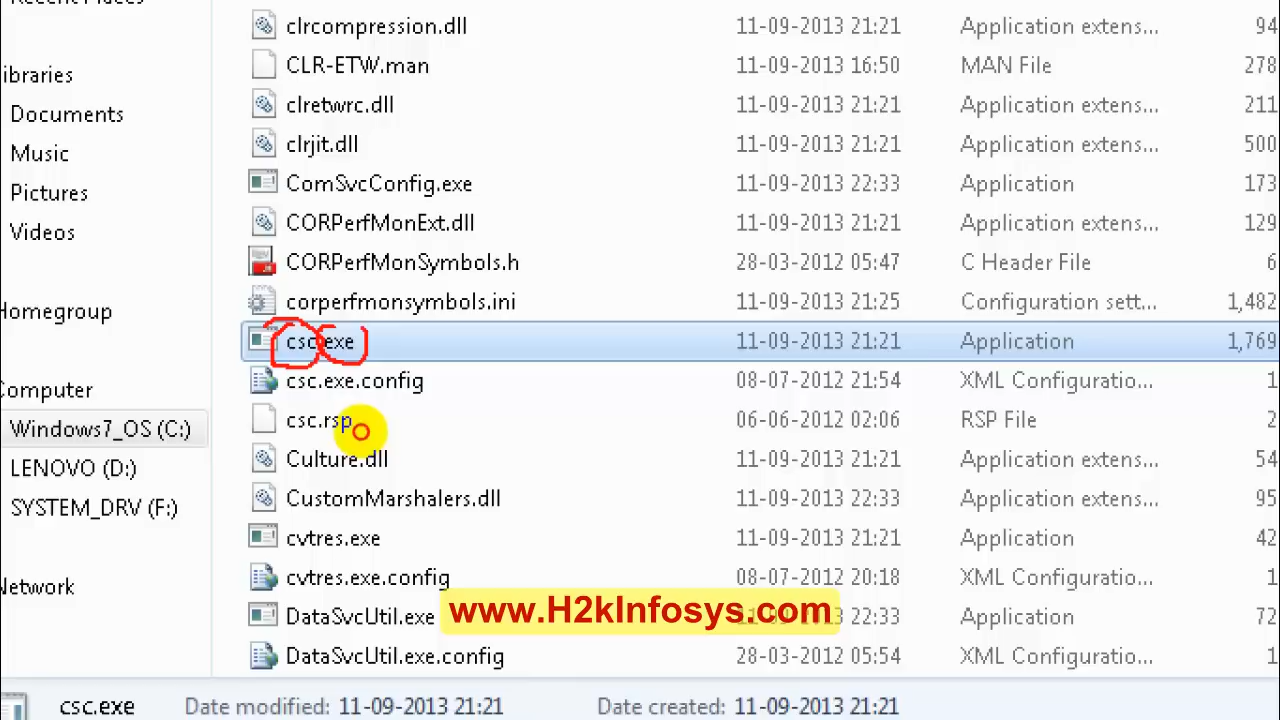 Recent Places
clrcompression.dll 11-09-2013 21:21 Application extens... 94
ibraries
CLR-ETW.man 11-09-2013 16:50 MAN File 278
Documents
clretwrc.dll 11-09-2013 21:21 Application extens... 211
Music
clrjit.dll 11-09-2013 21:21 Application extens... 500
Pictures
ComSvcConfig.exe 11-09-2013 22:33 Application 173
Videos
CORPerfMonExt.dll 11-09-2013 21:21 Application extens... 129
CORPerfMonSymbols.h 28-03-2012 05:47 C Header File 6
Homegroup
corperfmonsymbols.ini 11-09-2013 21:25 Configuration sett... 1,482
csc.exe 11-09-2013 21:21 Application 1,769
Computer
csc.exe.config 08-07-2012 21:54 XML Configuratio... 1
Windows7_OS (C:)
csc.rsp 06-06-2012 02:06 RSP File 2
LENOVO (D:)
Culture.dll 11-09-2013 21:21 Application extens... 54
SYSTEM_DRV (F:)
CustomMarshalers.dll 11-09-2013 22:33 Application extens... 95
cvtres.exe 11-09-2013 21:21 Application 42
Network
cvtres.exe.config 08-07-2012 20:18 XML Configuratio... 1
www.H2kInfosys.com
DataSvcUtil.exe 22:33 Application 72
DataSvcUtil.exe.config 28-03-2012 05:54 XML Configuratio... 1
csc.exe Date modified: 11-09-2013 21:21 Date created: 11-09-2013 21:21